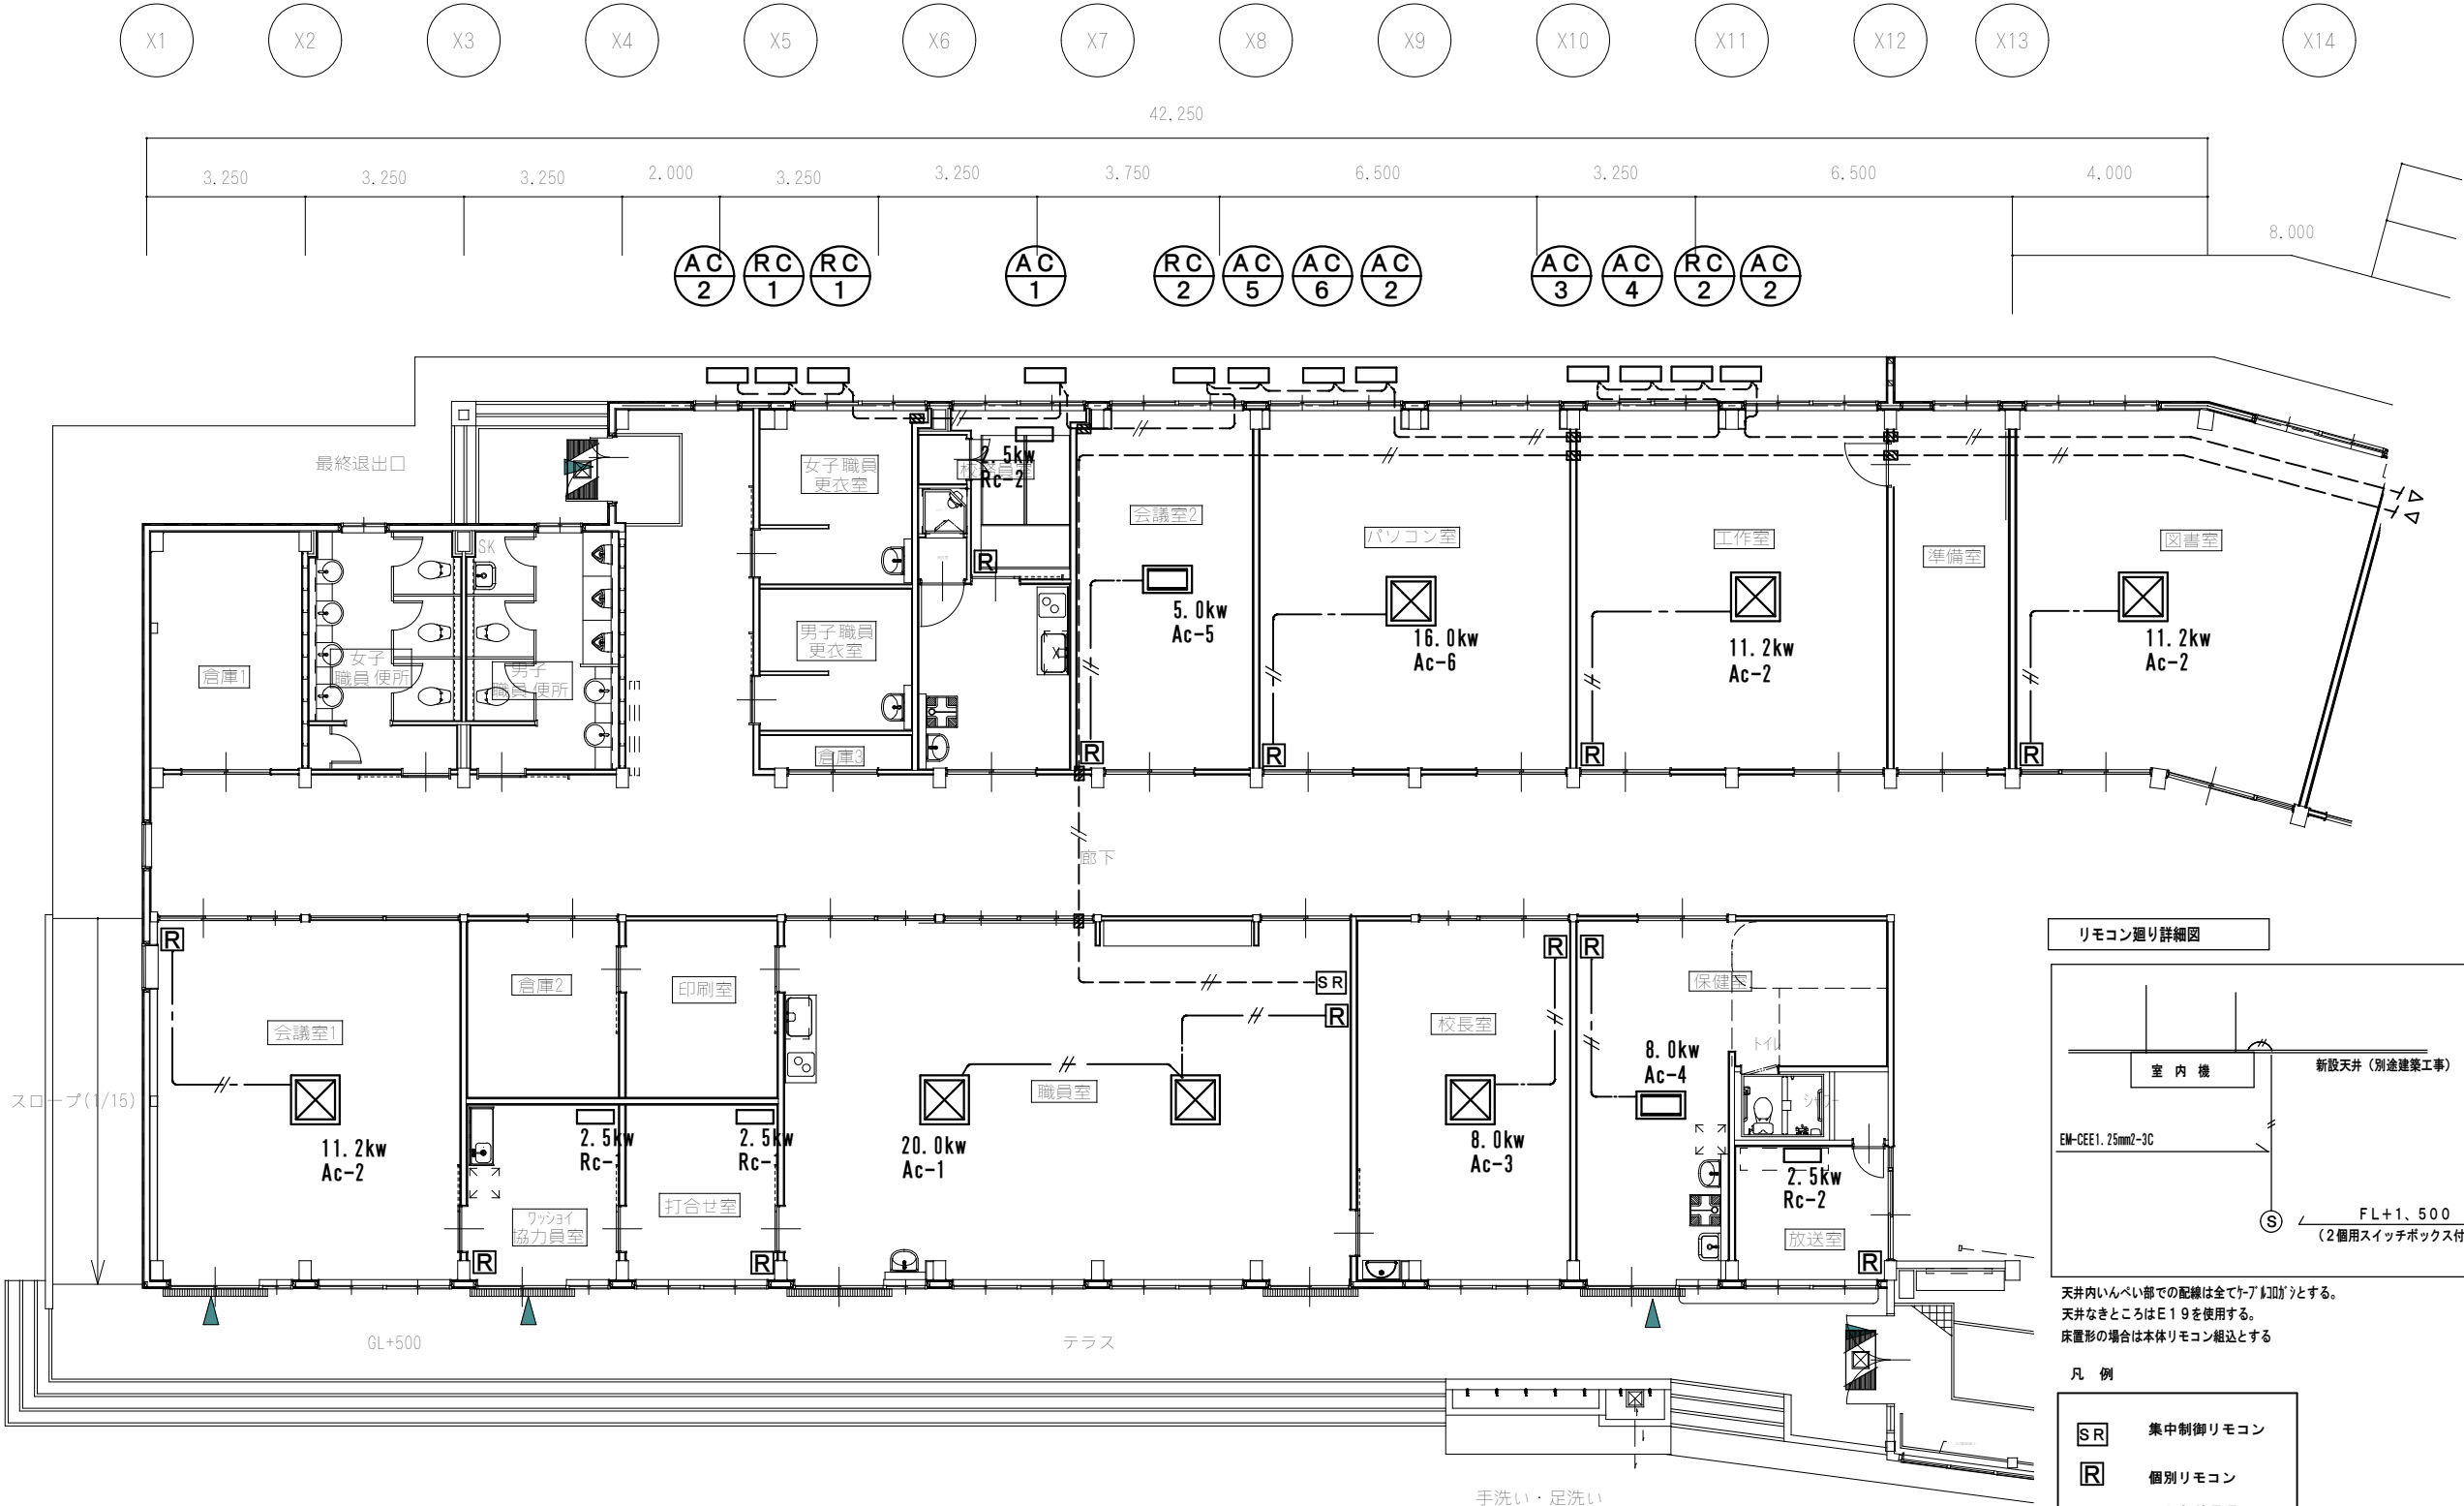 X1 X2 X3 X4 X5 X6 X7 X8 X9 X10 X11 X12 X13 X14
42,250
3,250 3,250 3,250 2,000 3,250 3,250 3,750 6,500 3,250 6,500 4,000
8,000
AC RC RC AC RC AC AC AC AC AC RC AC
2 1 1 1 2 5 6 2 3 4 2 2
最終退出口
女子職員
更衣室
2.5kw
Rc-2
会議室2
パソコン室
工作室
準備室
図書室
SK
R
5.0kw
Ac-5
16.0kw
Ac-6
11.2kw
Ac-2
11.2kw
Ac-2
男子職員
更衣室
倉庫1
女子
職員便所
男子
職員便所
倉庫3
R R R R
廊下
R
倉庫2
印刷室
SR
R
R R
保健室
会議室1
校長室
トイレ
職員室
8.0kw
Ac-4
シャワー
スロープ(1/15)
11.2kw
Ac-2
2.5kw
Rc-1
2.5kw
Rc-1
20.0kw
Ac-1
8.0kw
Ac-3
2.5kw
Rc-2
ワッショイ
協力員室
打合せ室
放送室
R R R
GL+500
テラス
手洗い・足洗い
リモコン廻り詳細図
室内機
新設天井（別途建築工事）
EM-CEE1.25mm2-3C
S
FL+1、500
（2個用スイッチボックス付
天井内いんぺい部での配線は全てケーブルコロガシとする。
天井なきところはE19を使用する。
床置形の場合は本体リモコン組込とする
凡 例
SR 集中制御リモコン
R 個別リモコン